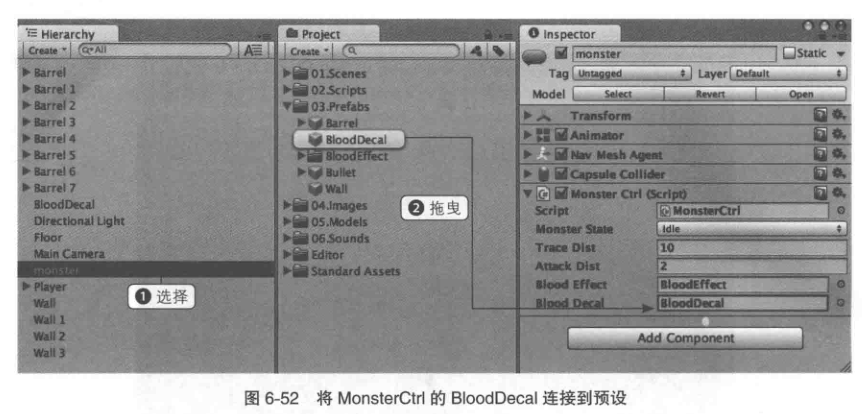 Hierarchy
Create
Q▾All
Barrel
Barrel 1
Barrel 2
Barrel 3
Barrel 4
Barrel 5
Barrel 6
Barrel 7
BloodDecal
Directional Light
Floor
Main Camera
monster
Player
Wall
Wall 1
Wall 2
Wall 3
❶ 选择
Project
Create
01.Scenes
02.Scripts
03.Prefabs
Barrel
BloodDecal
BloodEffect
Bullet
Wall
04.Images
05.Models
06.Sounds
Editor
Standard Assets
❷ 拖曳
Inspector
monster Static
Tag Untagged Layer Default
Model Select Revert Open
Transform
Animator
Nav Mesh Agent
Capsule Collider
Monster Ctrl (Script)
Script MonsterCtrl
Monster State Idle
Trace Dist 10
Attack Dist 2
Blood Effect BloodEffect
Blood Decal BloodDecal
Add Component
图 6-52 将 MonsterCtrl 的 BloodDecal 连接到预设